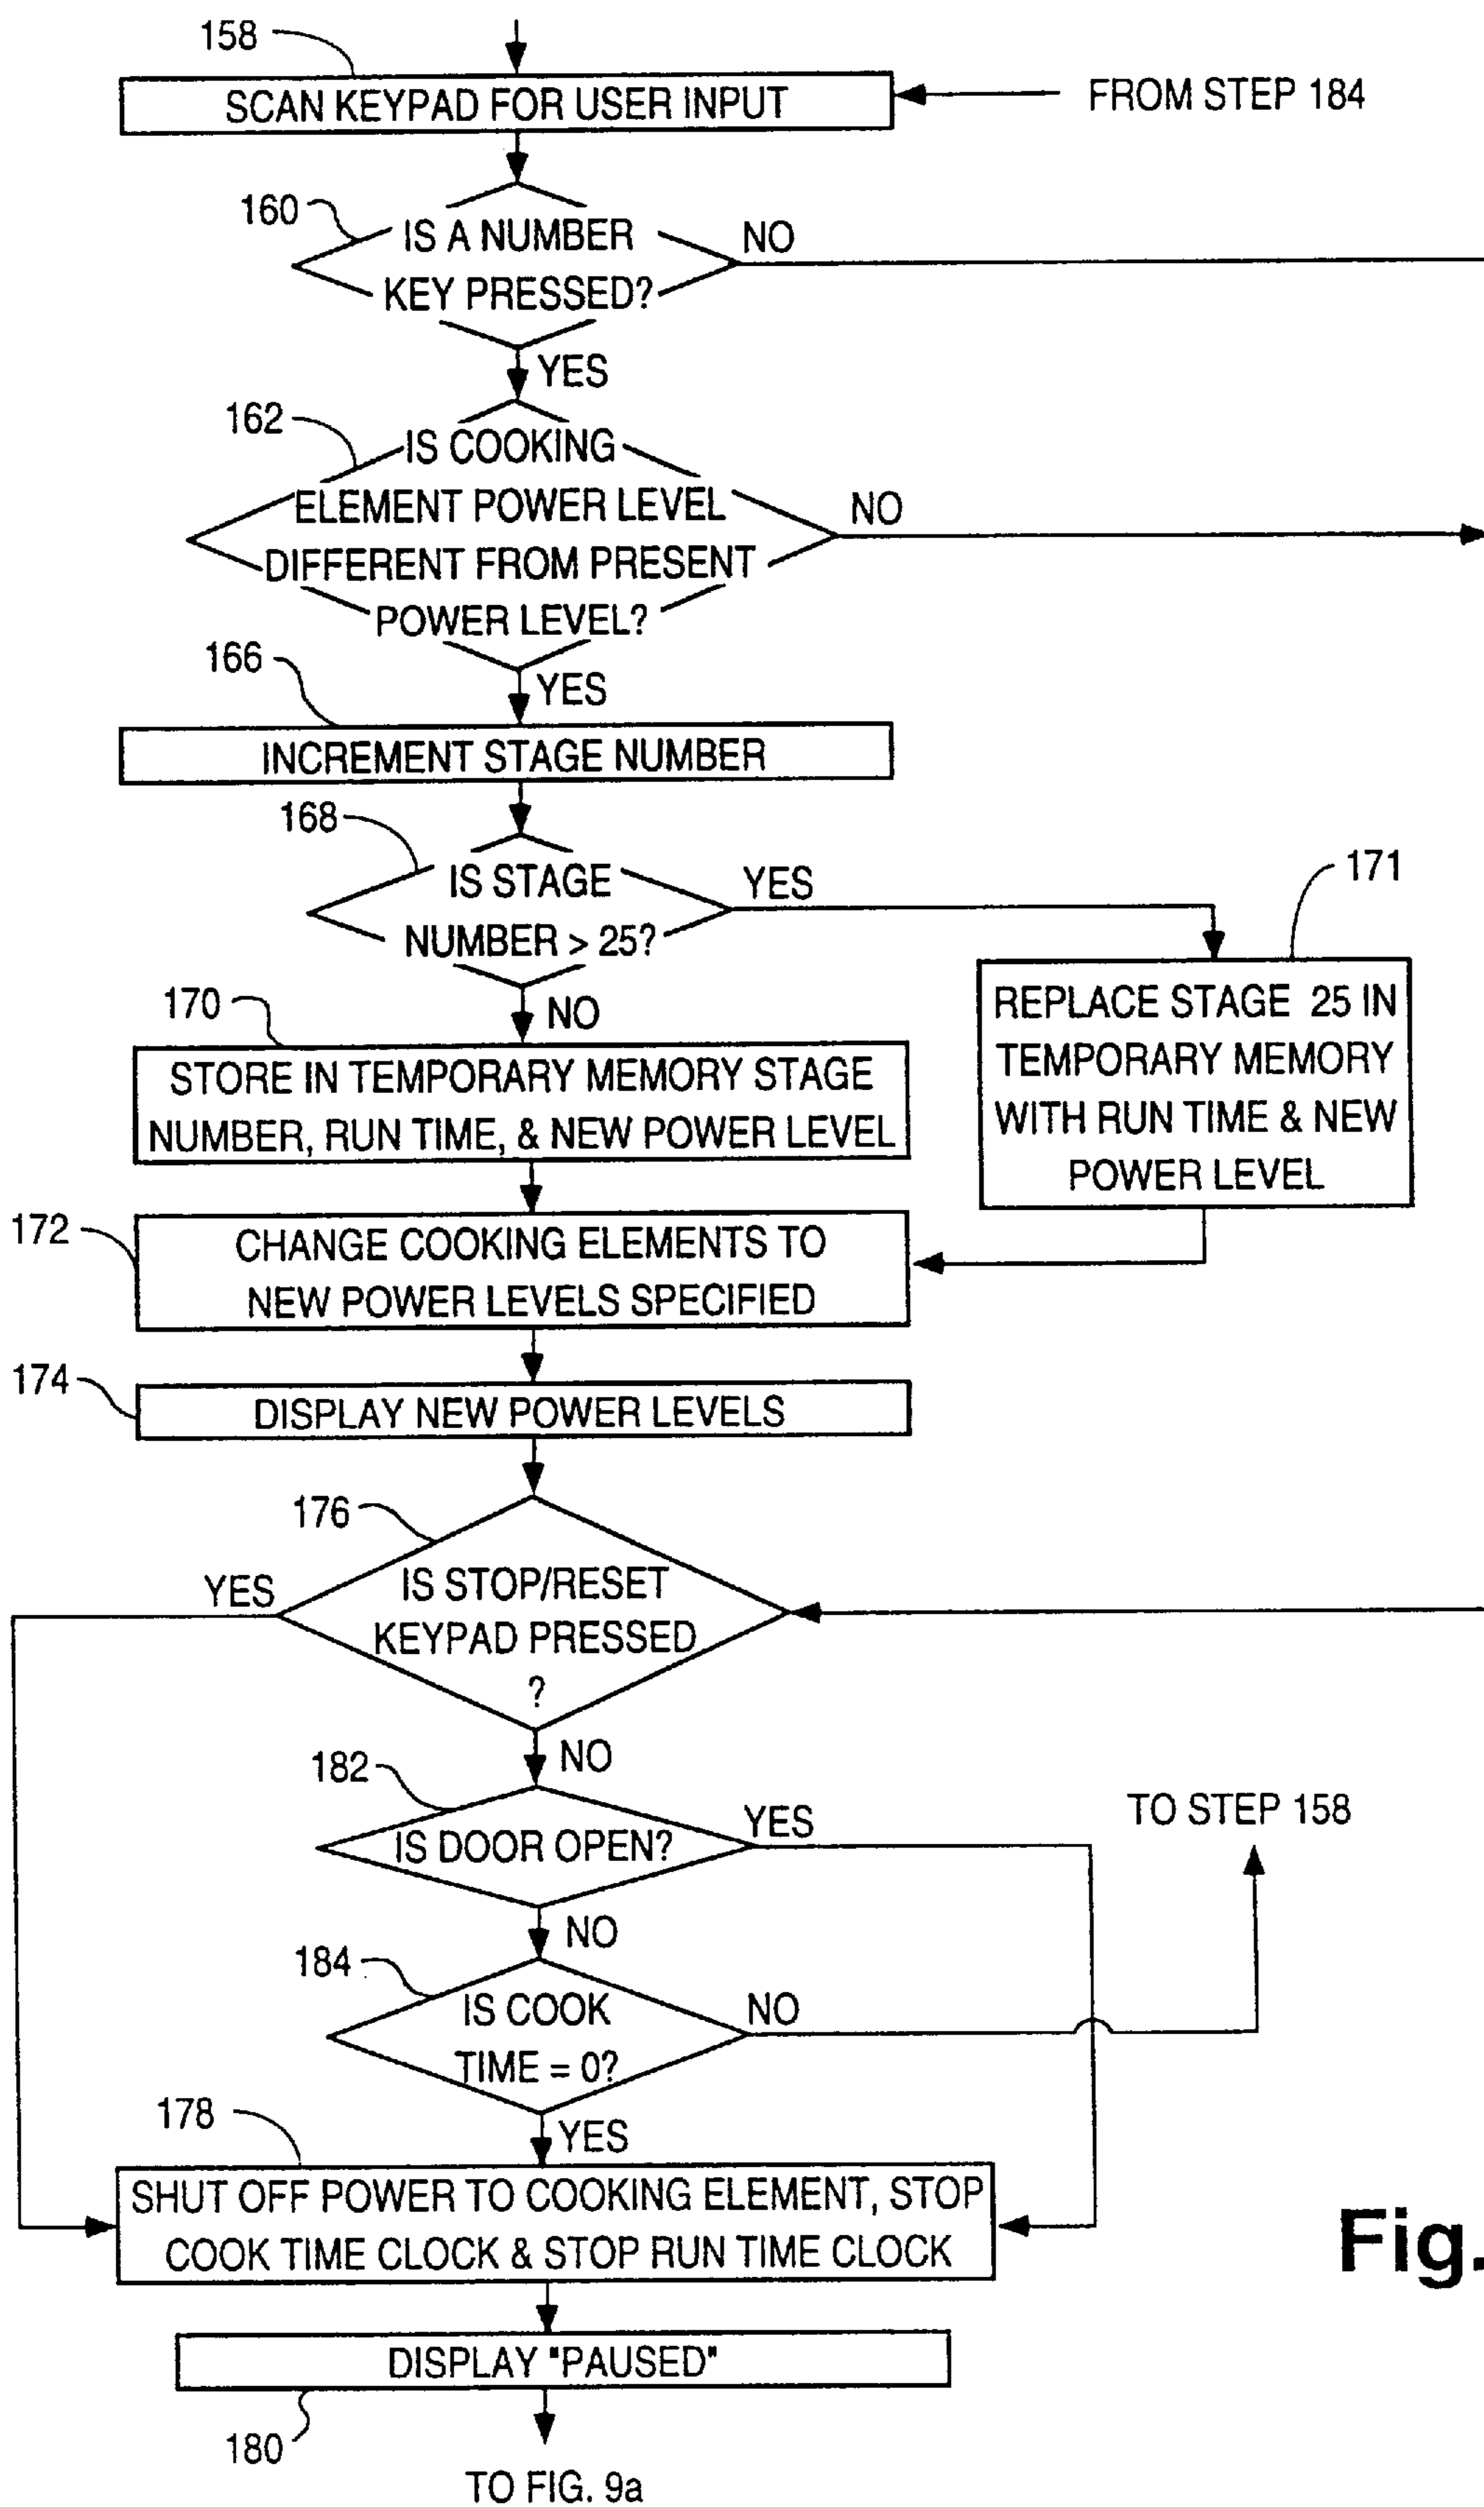 158
SCAN KEYPAD FOR USER INPUT
FROM STEP 184
160
IS A NUMBER
KEY PRESSED?
NO
YES
162
IS COOKING
ELEMENT POWER LEVEL
DIFFERENT FROM PRESENT
POWER LEVEL?
NO
YES
166
INCREMENT STAGE NUMBER
168
IS STAGE
NUMBER > 25?
YES
NO
171
REPLACE STAGE 25 IN
TEMPORARY MEMORY
WITH RUN TIME & NEW
POWER LEVEL
170
STORE IN TEMPORARY MEMORY STAGE
NUMBER, RUN TIME, & NEW POWER LEVEL
172
CHANGE COOKING ELEMENTS TO
NEW POWER LEVELS SPECIFIED
174
DISPLAY NEW POWER LEVELS
176
IS STOP/RESET
KEYPAD PRESSED
?
YES
NO
182
IS DOOR OPEN?
YES
TO STEP 158
NO
184
IS COOK
TIME = 0?
NO
YES
178
SHUT OFF POWER TO COOKING ELEMENT, STOP
COOK TIME CLOCK & STOP RUN TIME CLOCK
Fig.
DISPLAY "PAUSED"
180
TO FIG. 9a